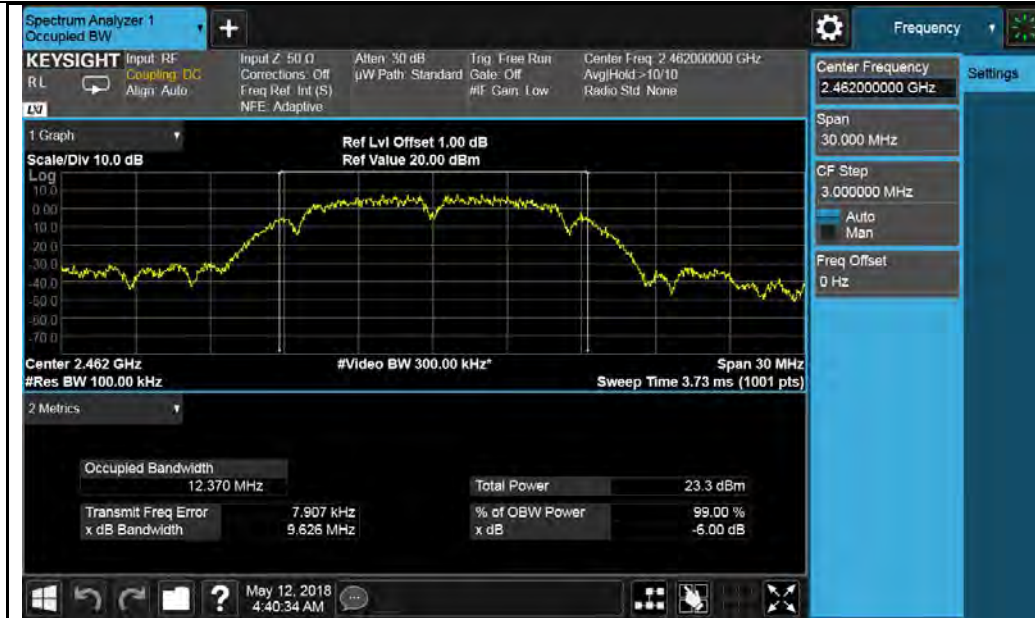 Spectrum Analyzer 1
Occupied BW
+
Frequency
KEYSIGHT
RL
LXI
Input: RF
Coupling: DC
Align: Auto
Input Z: 50 Ω
Corrections: Off
Freq Ref: Int (S)
NFE: Adaptive
Atten: 30 dB
µW Path: Standard
Trig: Free Run
Gate: Off
#IF Gain: Low
Center Freq: 2.462000000 GHz
Avg|Hold:>10/10
Radio Std: None
Center Frequency
2.462000000 GHz
Settings
Span
30.000 MHz
CF Step
3.000000 MHz
Auto
Man
Freq Offset
0 Hz
1 Graph
Scale/Div 10.0 dB
Ref Lvl Offset 1.00 dB
Ref Value 20.00 dBm
Log
10.0
0.00
-10.0
-20.0
-30.0
-40.0
-50.0
-60.0
-70.0
Center 2.462 GHz
#Res BW 100.00 kHz
#Video BW 300.00 kHz*
Span 30 MHz
Sweep Time 3.73 ms (1001 pts)
2 Metrics
Occupied Bandwidth
12.370 MHz
Total Power 23.3 dBm
Transmit Freq Error 7.907 kHz
% of OBW Power 99.00 %
x dB Bandwidth 9.626 MHz
x dB -6.00 dB
?
May 12, 2018
4:40:34 AM